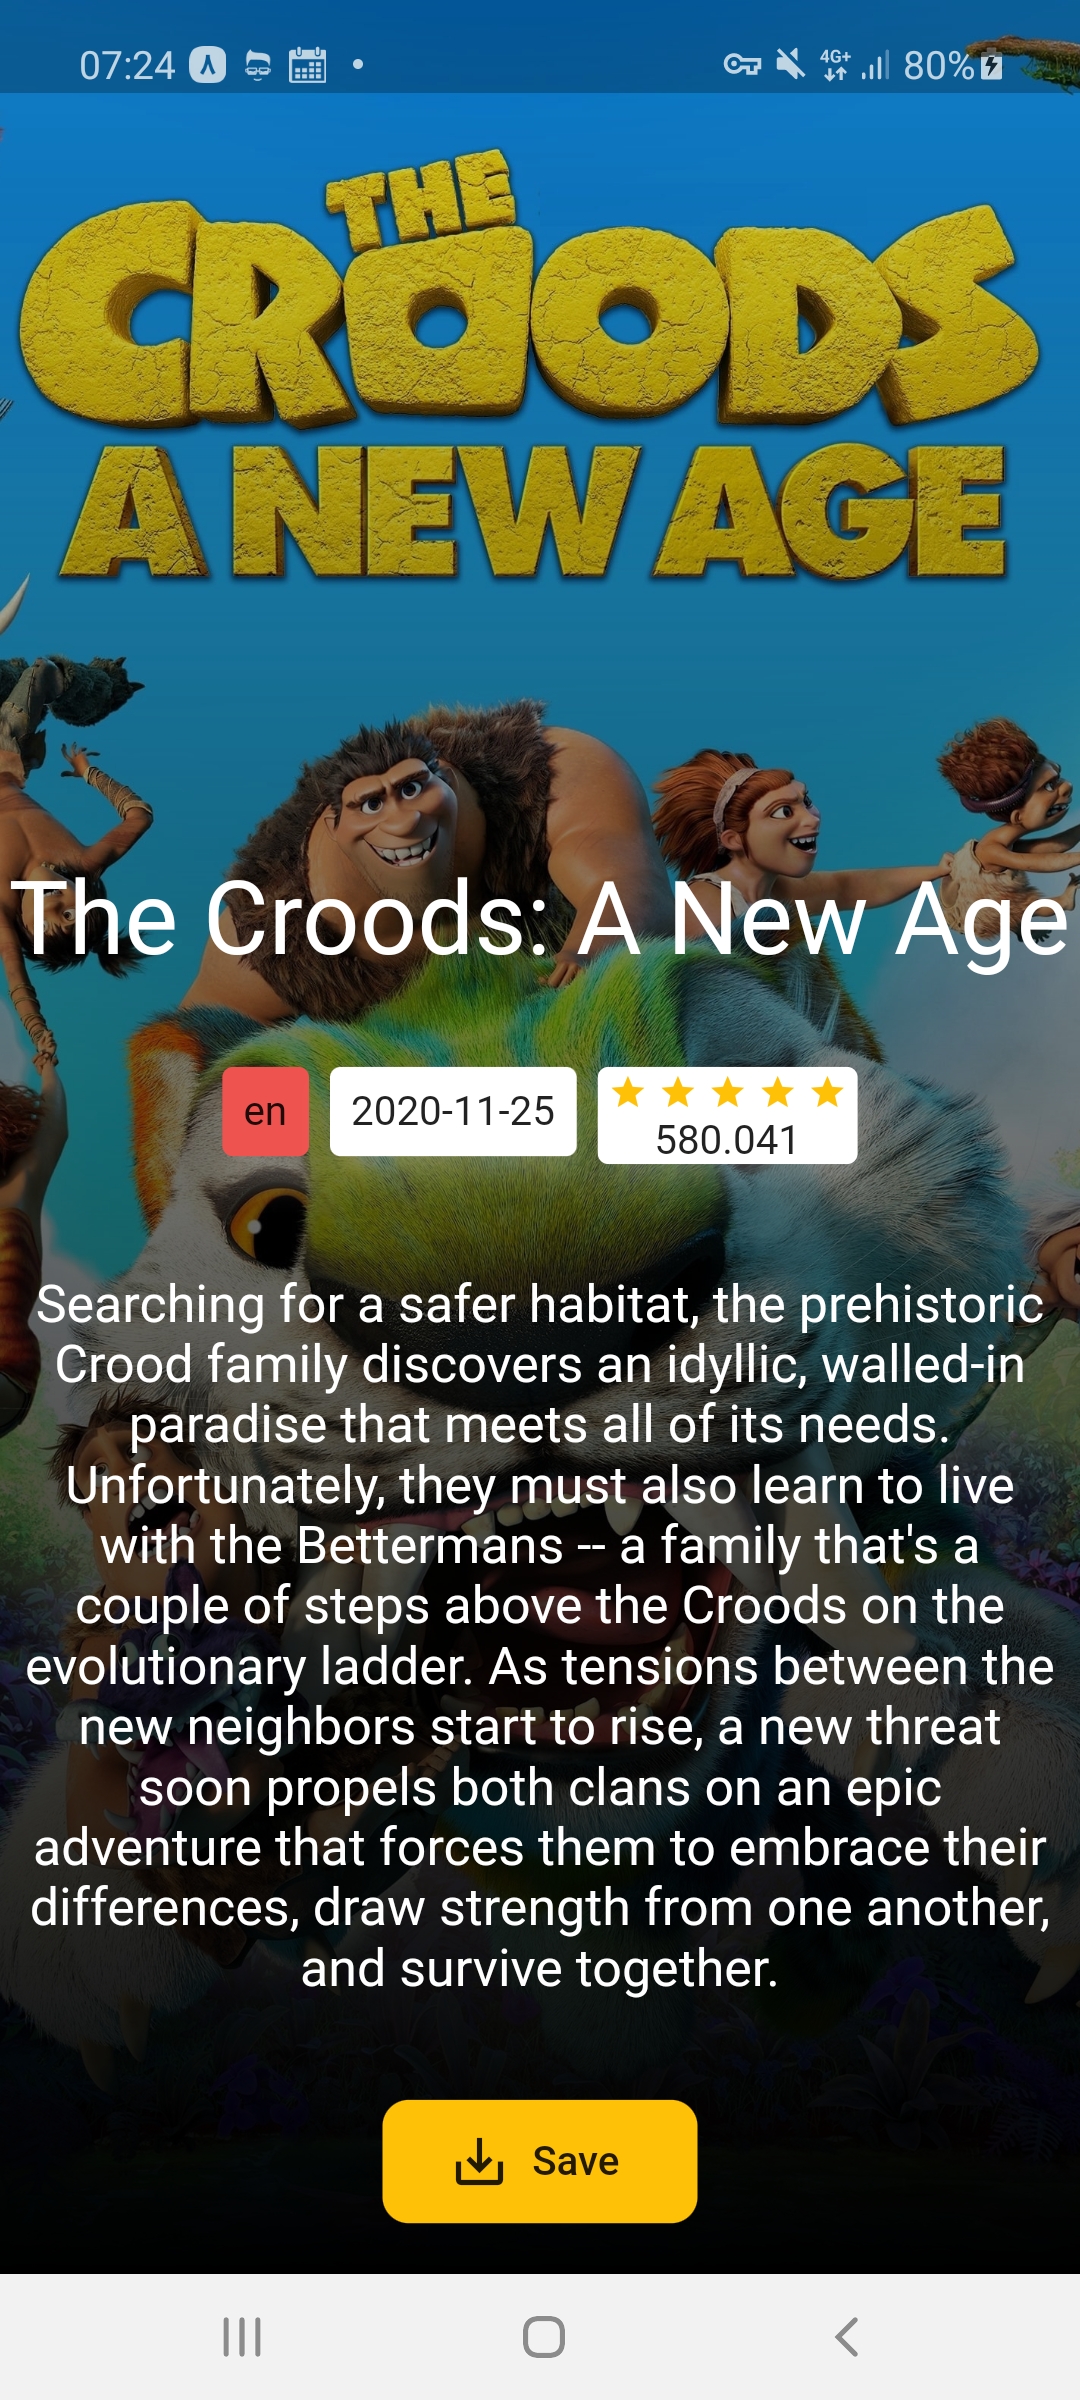 07:24
4G+
80%
THE
CROODS
A NEW AGE
The Croods: A New Age
en
2020-11-25
580.041
Searching for a safer habitat, the prehistoric
Crood family discovers an idyllic, walled-in
paradise that meets all of its needs.
Unfortunately, they must also learn to live
with the Bettermans -- a family that's a
couple of steps above the Croods on the
evolutionary ladder. As tensions between the
new neighbors start to rise, a new threat
soon propels both clans on an epic
adventure that forces them to embrace their
differences, draw strength from one another,
and survive together.
Save